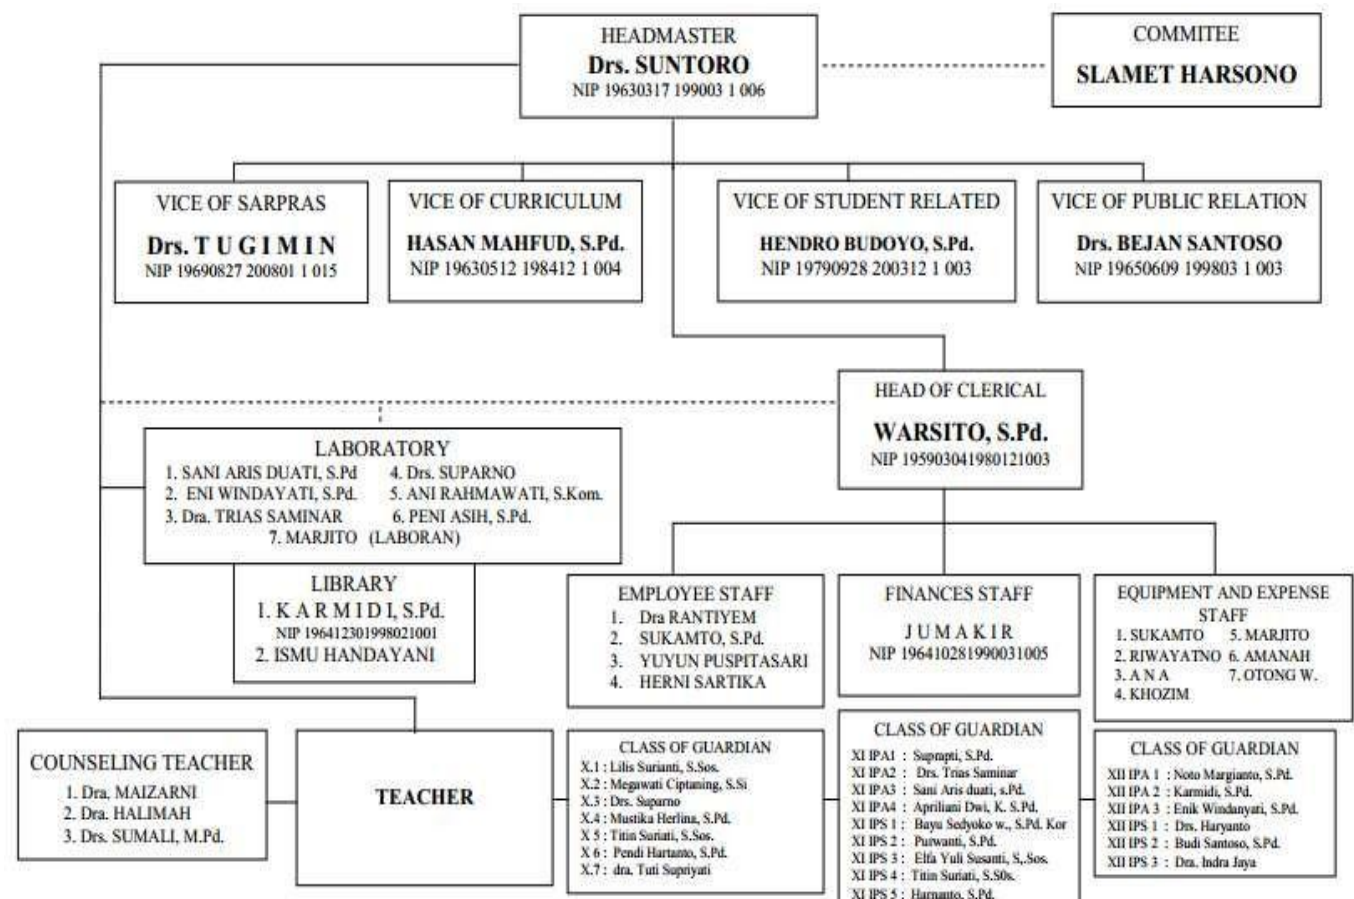 HEADMASTER
Drs. SUNTORO
NIP 19630317 199003 1 006
COMMITEE
SLAMET HARSONO
VICE OF SARPRAS
Drs. T U G I M I N
NIP 19690827 200801 1 015
VICE OF CURRICULUM
HASAN MAHFUD, S.Pd.
NIP 19630512 198412 1 004
VICE OF STUDENT RELATED
HENDRO BUDOYO, S.Pd.
NIP 19790928 200312 1 003
VICE OF PUBLIC RELATION
Drs. BEJAN SANTOSO
NIP 19650609 199803 1 003
HEAD OF CLERICAL
WARSITO, S.Pd.
NIP 195903041980121003
LABORATORY
1. SANI ARIS DUATI, S.Pd 4. Drs. SUPARNO
2. ENI WINDAYATI, S.Pd. 5. ANI RAHMAWATI, S.Kom.
3. Dra. TRIAS SAMINAR 6. PENI ASIH, S.Pd.
7. MARJITO (LABORAN)
LIBRARY
1. K A R M I D I, S.Pd.
NIP 196412301998021001
2. ISMU HANDAYANI
EMPLOYEE STAFF
1. Dra RANTIYEM
2. SUKAMTO, S.Pd.
3. YUYUN PUSPITASARI
4. HERNI SARTIKA
FINANCES STAFF
J U M A K I R
NIP 196410281990031005
EQUIPMENT AND EXPENSE
STAFF
1. SUKAMTO 5. MARJITO
2. RIWAYATNO 6. AMANAH
3. A N A 7. OTONG W.
4. KHOZIM
COUNSELING TEACHER
1. Dra. MAIZARNI
2. Dra. HALIMAH
3. Drs. SUMALI, M.Pd.
TEACHER
CLASS OF GUARDIAN
X.1 : Lilis Surianti, S.Sos.
X.2 : Megawati Ciptaning, S.Si
X.3 : Drs. Suparno
X.4 : Mustika Herlina, S.Pd.
X 5 : Titin Suriati, S.Sos.
X 6 : Pendi Hartanto, S.Pd.
X.7 : dra. Tuti Supriyati
CLASS OF GUARDIAN
XI IPA1 : Suprapti, S.Pd.
XI IPA2 : Drs. Trias Saminar
XI IPA3 : Sani Aris duati, s.Pd.
XI IPA4 : Apriliani Dwi, K. S.Pd,
XI IPS 1 : Bayu Sedyoko w., S.Pd. Kor
XI IPS 2 : Purwanti, S.Pd.
XI IPS 3 : Elfa Yuli Susanti, S,.Sos.
XI IPS 4 : Titin Suriati, S.S0s.
XI IPS 5 : Harnanto, S.Pd.
CLASS OF GUARDIAN
XII IPA 1 : Noto Margianto, S.Pd.
XII IPA 2 : Karmidi, S.Pd.
XII IPA 3 : Enik Windanyari, S.Pd.
XII IPS 1 : Drs. Haryanto
XII IPS 2 : Budi Santoso, S.Pd.
XII IPS 3 : Dra. Indra Jaya